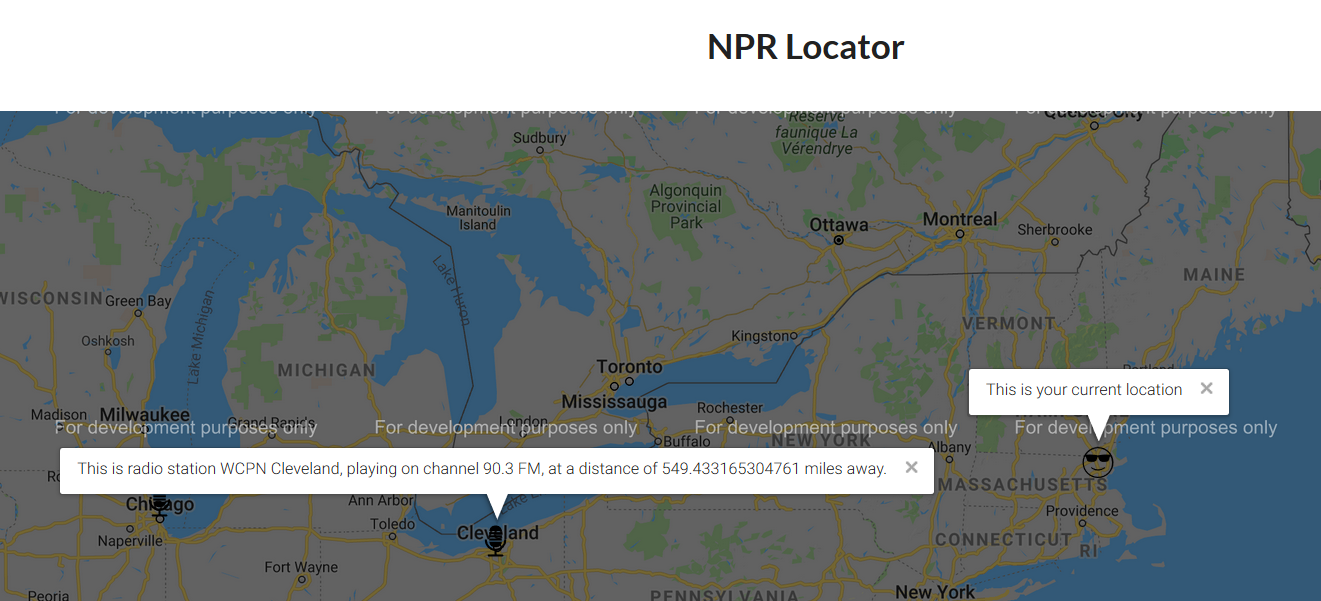 NPR Locator
For development purposes only For development purposes only For development purposes only For development purposes only
Quebec City
Réserve
faunique La
Vérendrye
Sudbury
Algonquin
Provincial
Park
Manitoulin
Island
Ottawa
Montreal
Sherbrooke
MAINE
Lake Huron
WISCONSIN
Green Bay
Lake Michigan
VERMONT
Kingston
Oshkosh
MICHIGAN
Toronto
Portland
This is your current location ×
Mississauga
Rochester
Madison
Milwaukee
Grand Rapids
London
Buffalo
NEW YORK
Albany
For development purposes only For development purposes only For development purposes only For development purposes only
This is radio station WCPN Cleveland, playing on channel 90.3 FM, at a distance of 549.433165304761 miles away. ×
MASSACHUSETTS
Chicago
Ann Arbor
Lake
Providence
Toledo
Cleveland
Naperville
CONNECTICUT
RI
Fort Wayne
Peoria
PENNSYLVANIA
New York